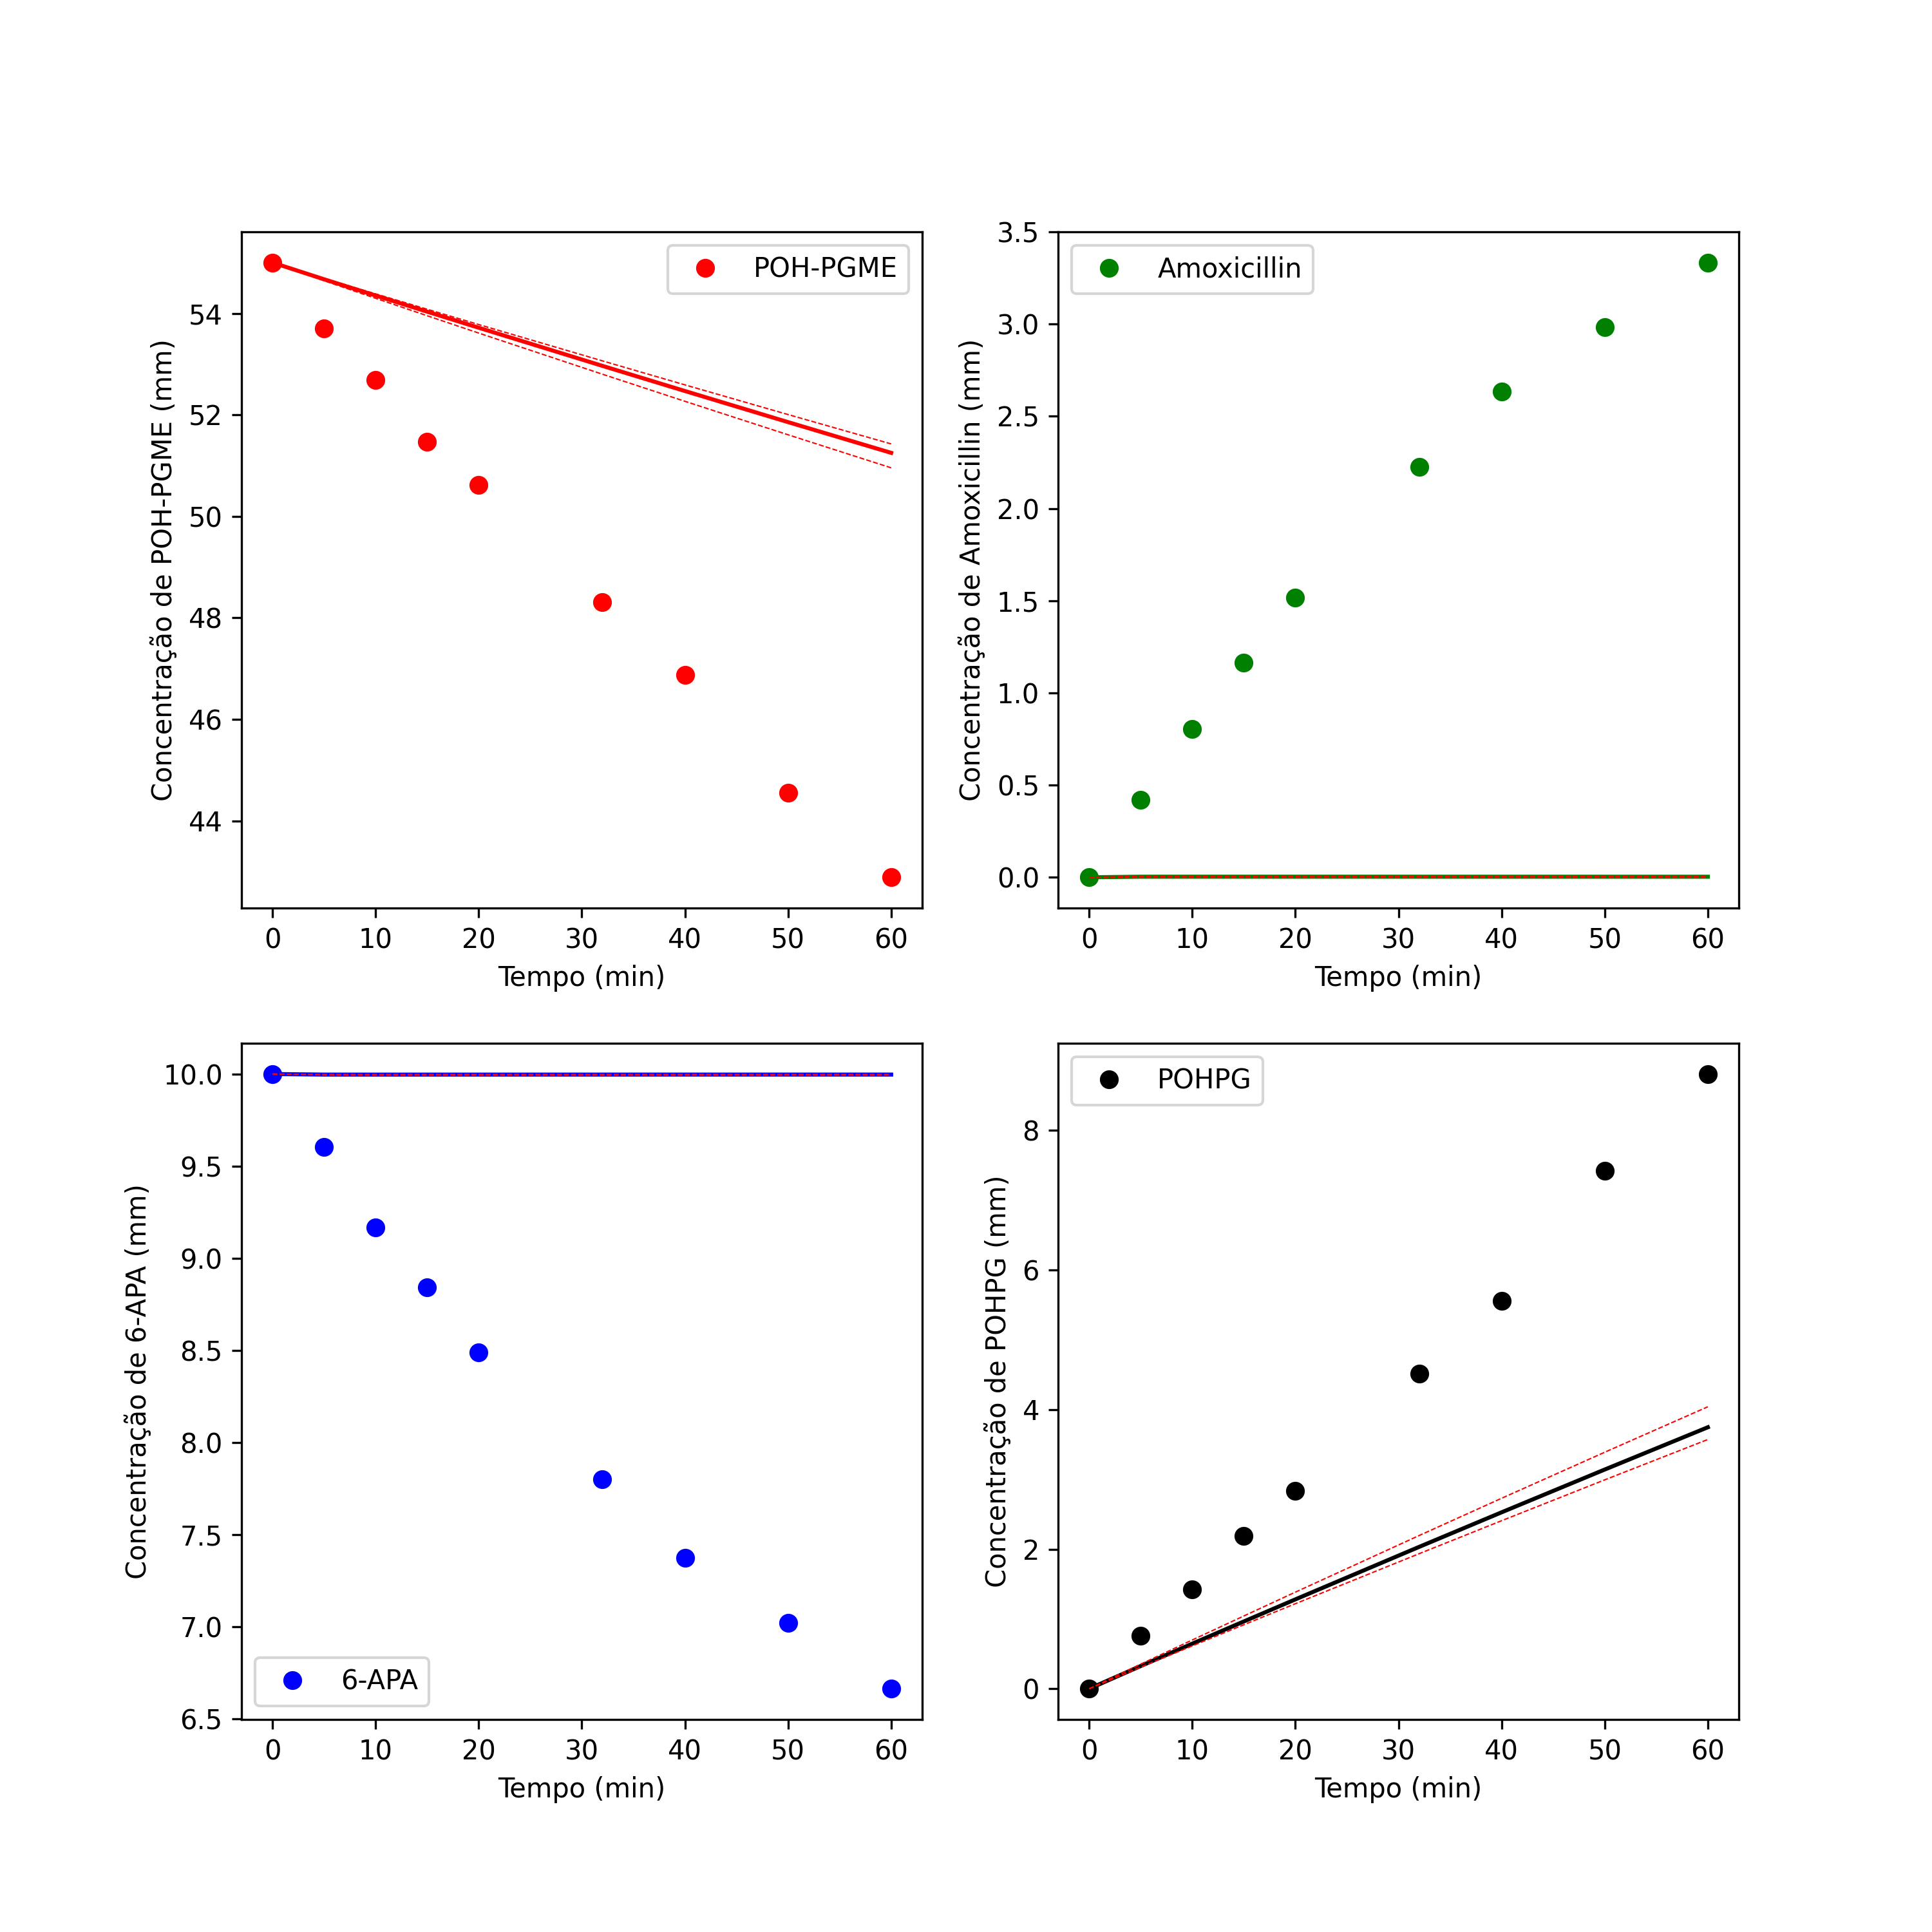 POH-PGME
54
52
50
48
46
44
Concentração de POH-PGME (mm)
0 10 20 30 40 50 60
Tempo (min)
Amoxicillin
3.5
3.0
2.5
2.0
1.5
1.0
0.5
0.0
Concentração de Amoxicillin (mm)
0 10 20 30 40 50 60
Tempo (min)
10.0
9.5
9.0
8.5
8.0
7.5
7.0
6.5
Concentração de 6-APA (mm)
6-APA
0 10 20 30 40 50 60
Tempo (min)
POHPG
8
6
4
2
0
Concentração de POHPG (mm)
0 10 20 30 40 50 60
Tempo (min)